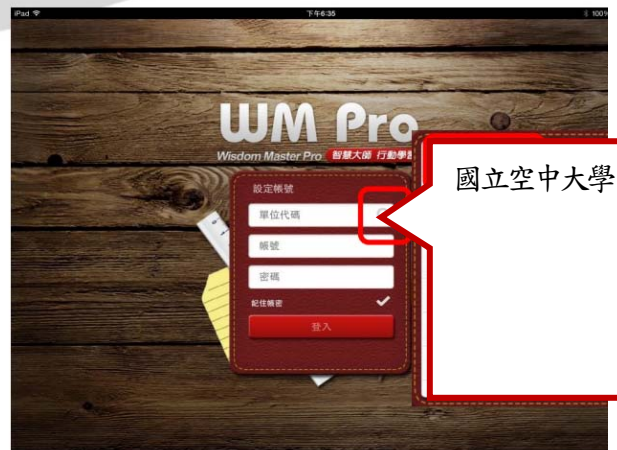 iPad
下午6:35
100%
WM Pro
Wisdom Master Pro 智慧大師 行動學
設定帳號
單位代碼
帳號
密碼
記住帳密
登入
國立空中大學